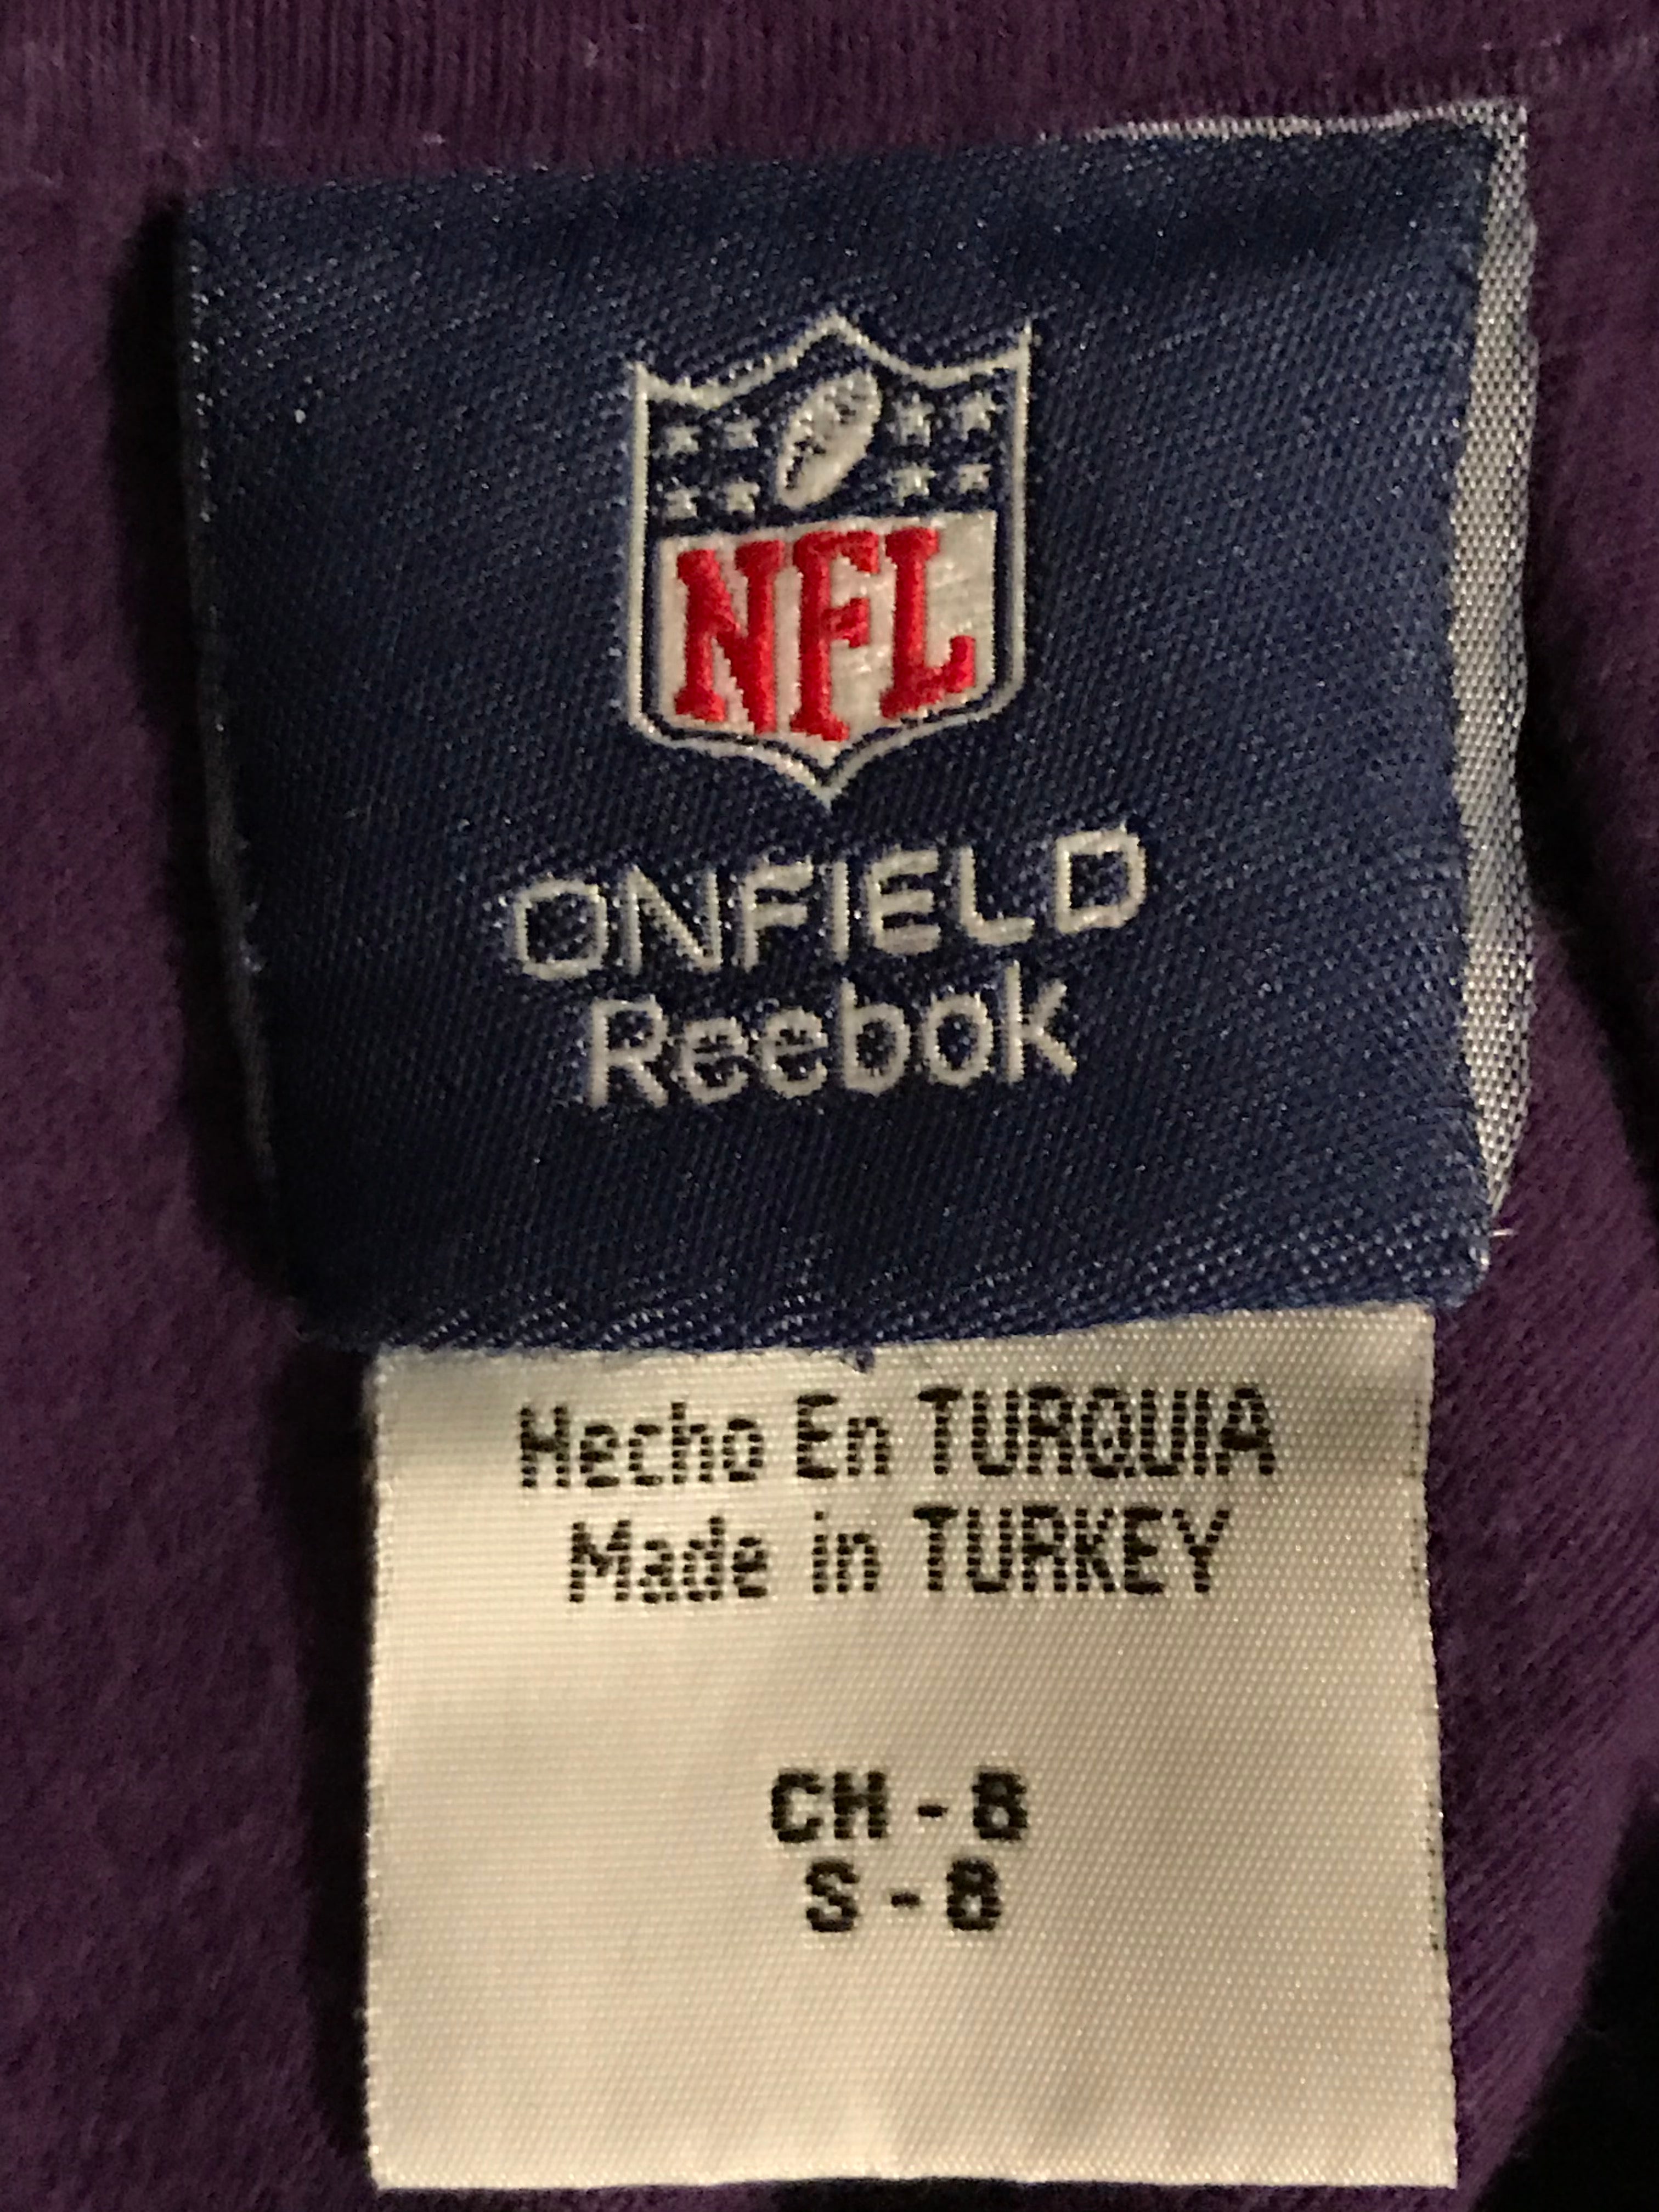 NFL
ONFIELD
Reebok
Hecho En TURQUIA
Made in TURKEY
CH - 8
S - 8